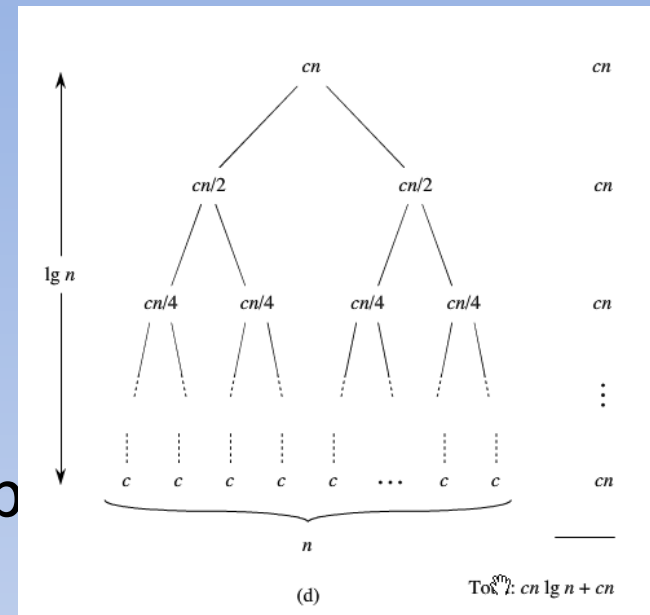 cn cn
cn/2 cn/2 cn
lg n
cn/4 cn/4 cn/4 cn/4 cn
⋮
c c c c c ⋯ c c cn
n
(d)
cn lg n + cn